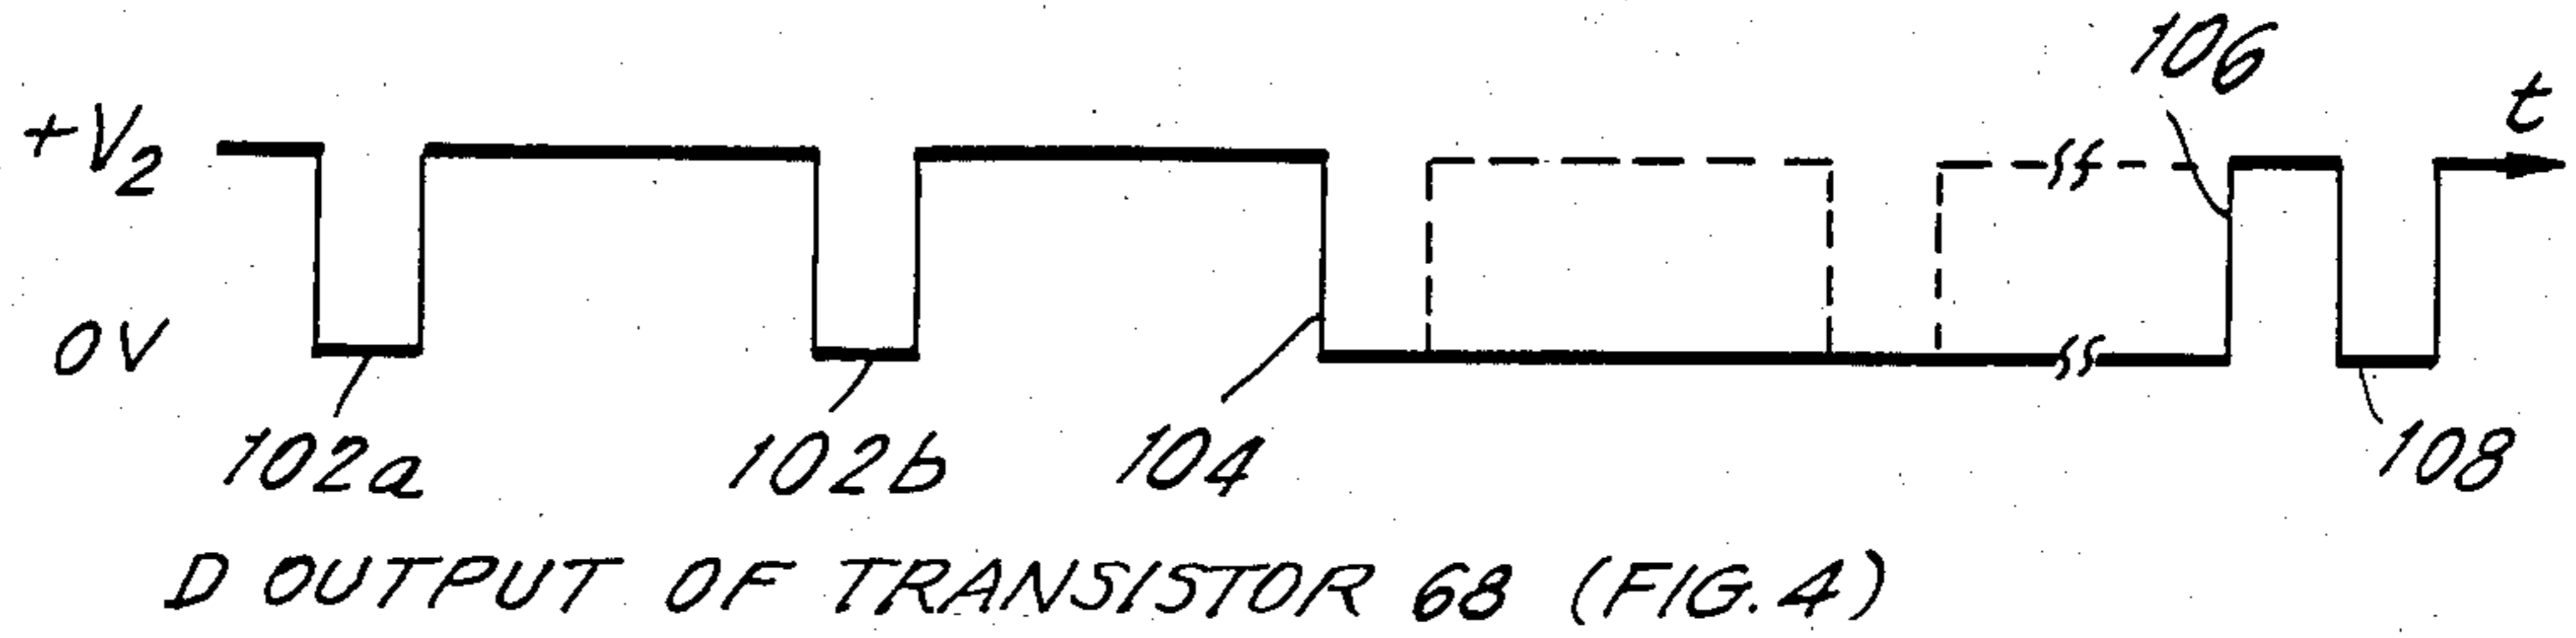 106
t
+V2
0V
102a
102b
104
108
D OUTPUT OF TRANSISTOR 68 (FIG. 4)